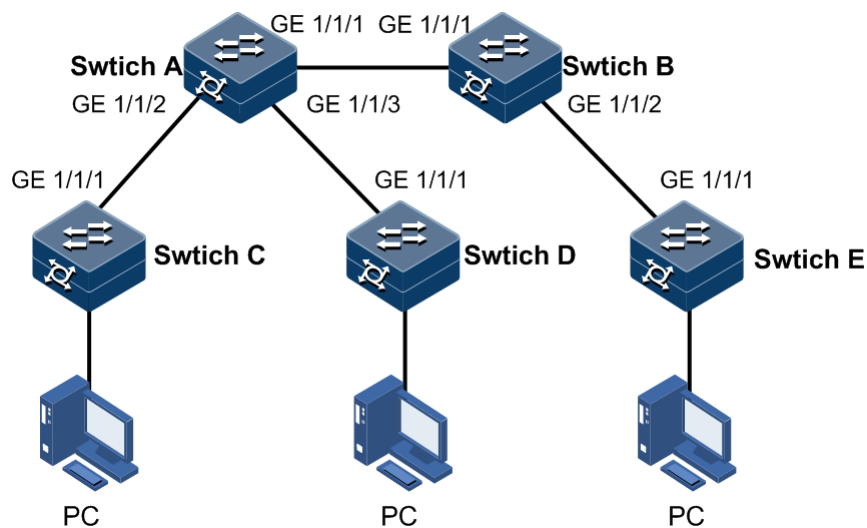 GE 1/1/1 GE 1/1/1
Swtich A
Swtich B
GE 1/1/2
GE 1/1/3
GE 1/1/2
GE 1/1/1
GE 1/1/1
GE 1/1/1
Swtich C
Swtich D
Swtich E
PC
PC
PC